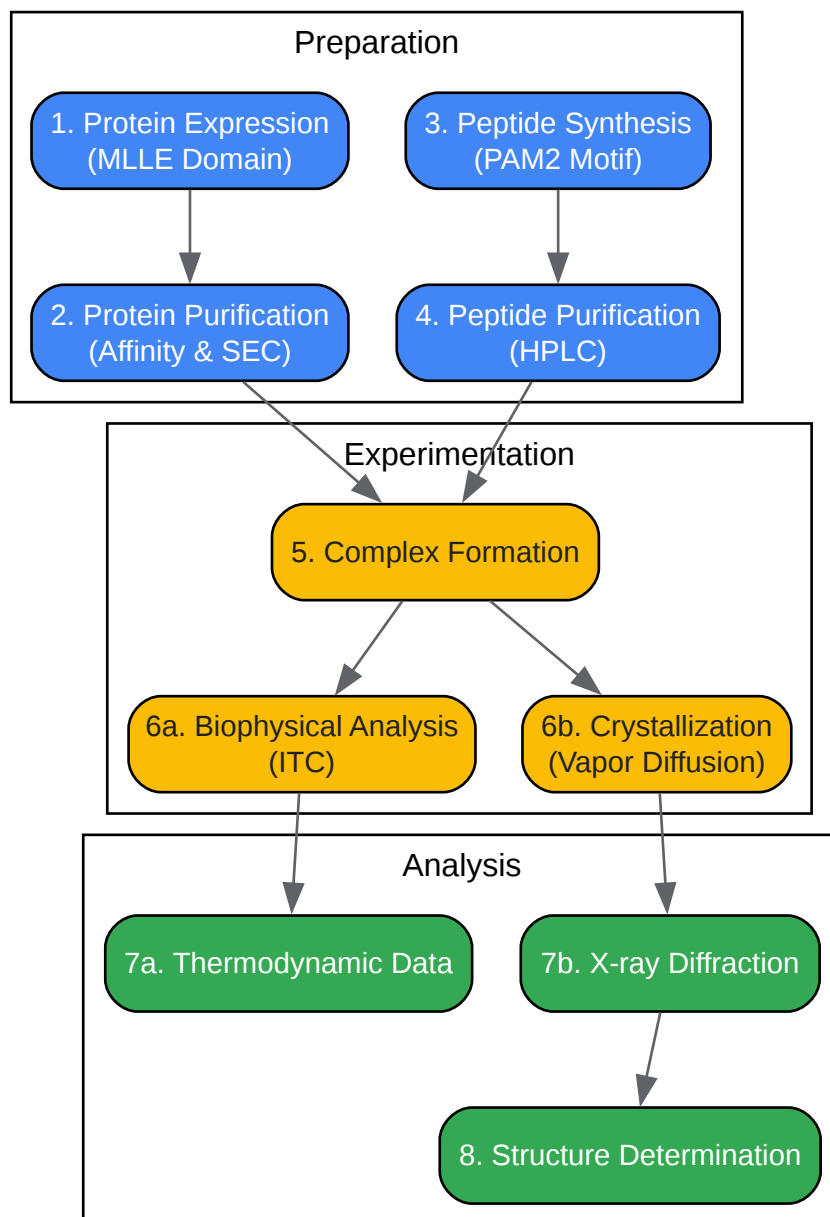 Preparation
1. Protein Expression
(MLLE Domain)
3. Peptide Synthesis
(PAM2 Motif)
2. Protein Purification
(Affinity & SEC)
4. Peptide Purification
(HPLC)
Experimentation
5. Complex Formation
6a. Biophysical Analysis
(ITC)
6b. Crystallization
(Vapor Diffusion)
Analysis
7a. Thermodynamic Data
7b. X-ray Diffraction
8. Structure Determination